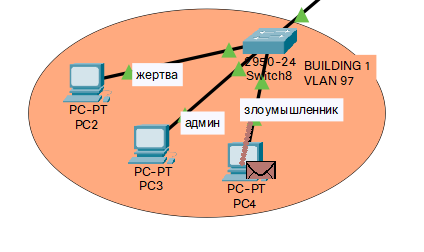 2950-24
Switch8
BUILDING 1
VLAN 97
жертва
PC-PT
PC2
админ
PC-PT
PC3
злоумышленник
PC-PT
PC4